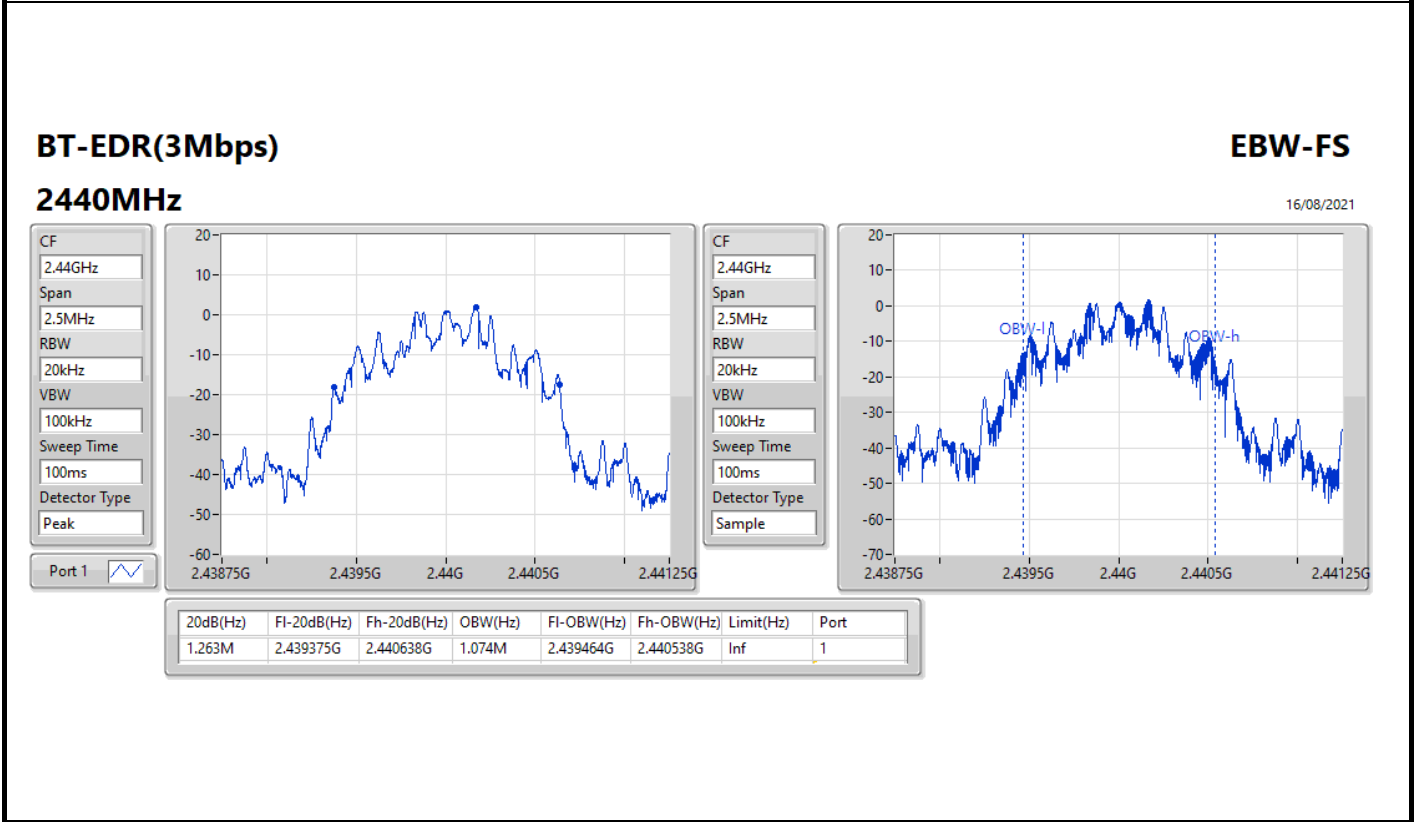 BT-EDR(3Mbps)
EBW-FS
2440MHz
16/08/2021
CF
2.44GHz
Span
2.5MHz
RBW
20kHz
VBW
100kHz
Sweep Time
100ms
Detector Type
Peak
Port 1
20
10
0
-10
-20
-30
-40
-50
-60
2.43875G 2.4395G 2.44G 2.4405G 2.44125G
CF
2.44GHz
Span
2.5MHz
RBW
20kHz
VBW
100kHz
Sweep Time
100ms
Detector Type
Sample
20
10
0
-10
-20
-30
-40
-50
-60
-70
OBW-l
OBW-h
2.43875G 2.4395G 2.44G 2.4405G 2.44125G
20dB(Hz) Fl-20dB(Hz) Fh-20dB(Hz) OBW(Hz) Fl-OBW(Hz) Fh-OBW(Hz) Limit(Hz) Port
1.263M 2.439375G 2.440638G 1.074M 2.439464G 2.440538G Inf 1